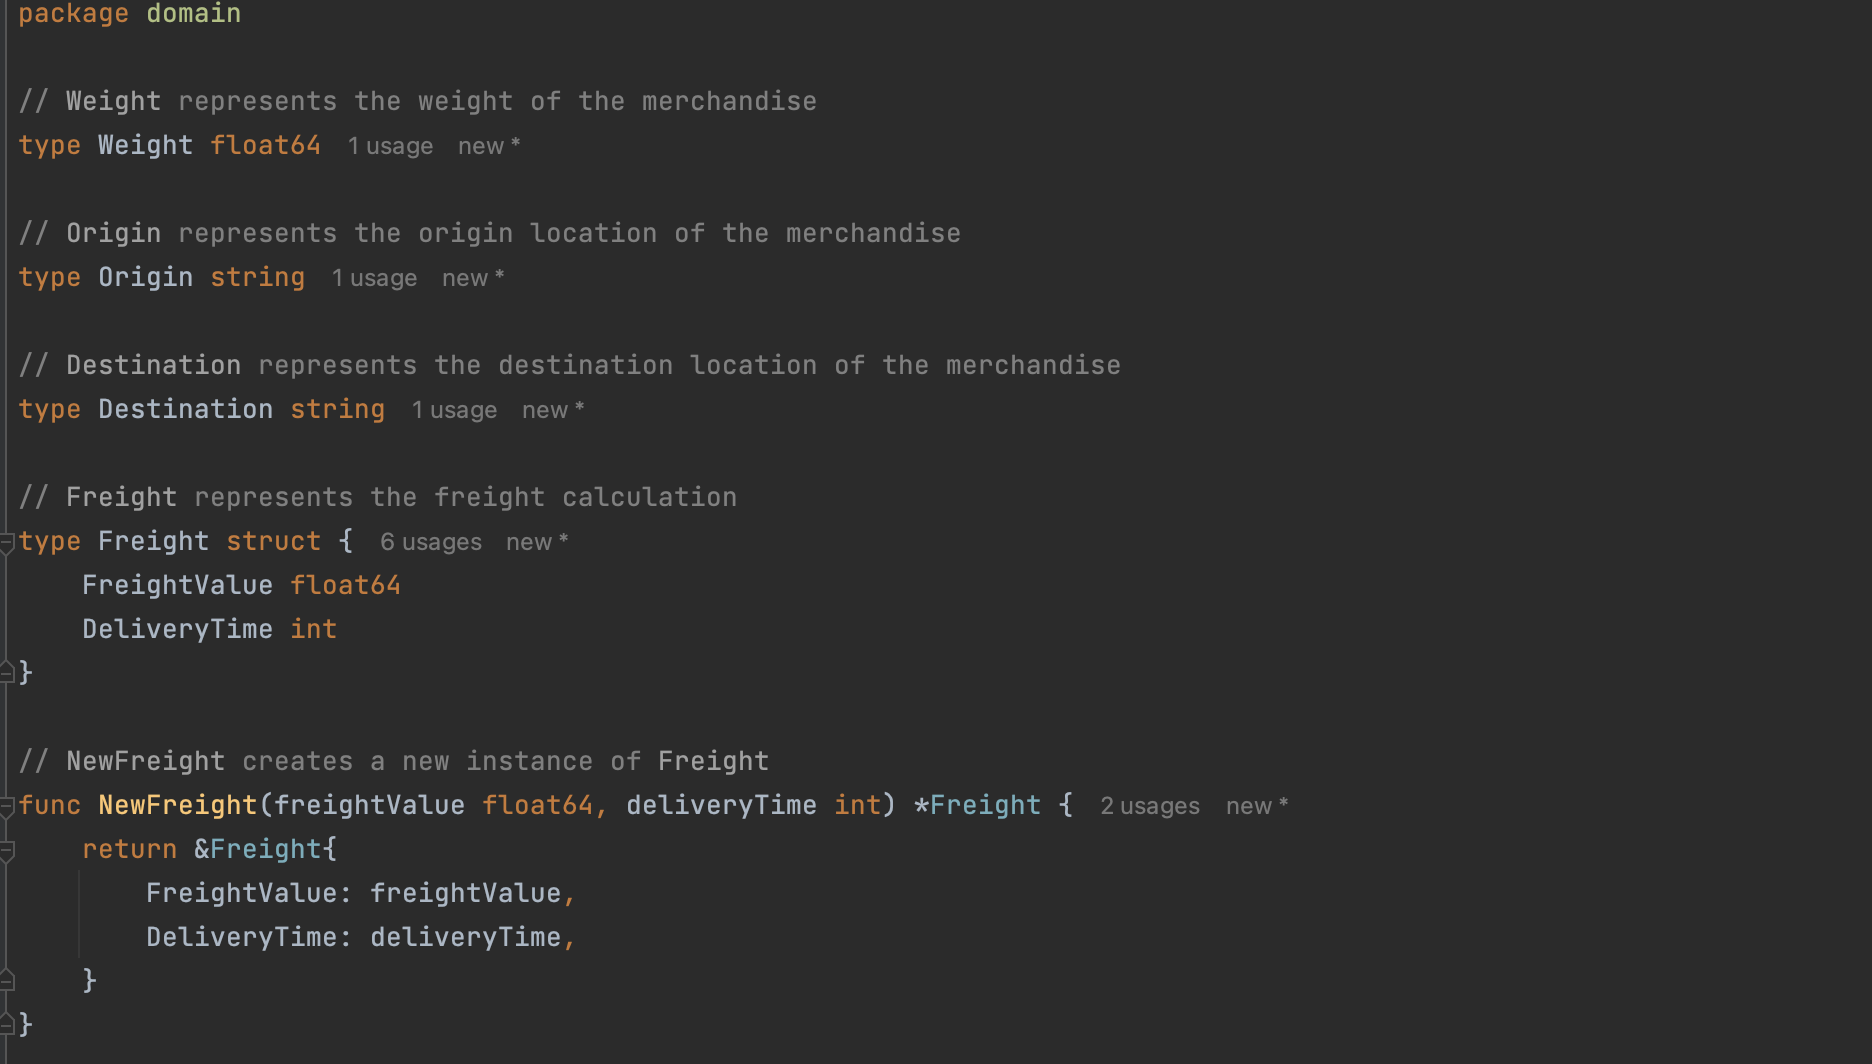 package domain
// Weight represents the weight of the merchandise
type Weight float64 1 usage new *
// Origin represents the origin location of the merchandise
type Origin string 1 usage new *
// Destination represents the destination location of the merchandise
type Destination string 1 usage new *
// Freight represents the freight calculation
type Freight struct { 6 usages new *
    FreightValue float64
    DeliveryTime int
}
// NewFreight creates a new instance of Freight
func NewFreight(freightValue float64, deliveryTime int) *Freight { 2 usages new *
    return &Freight{
        FreightValue: freightValue,
        DeliveryTime: deliveryTime,
    }
}